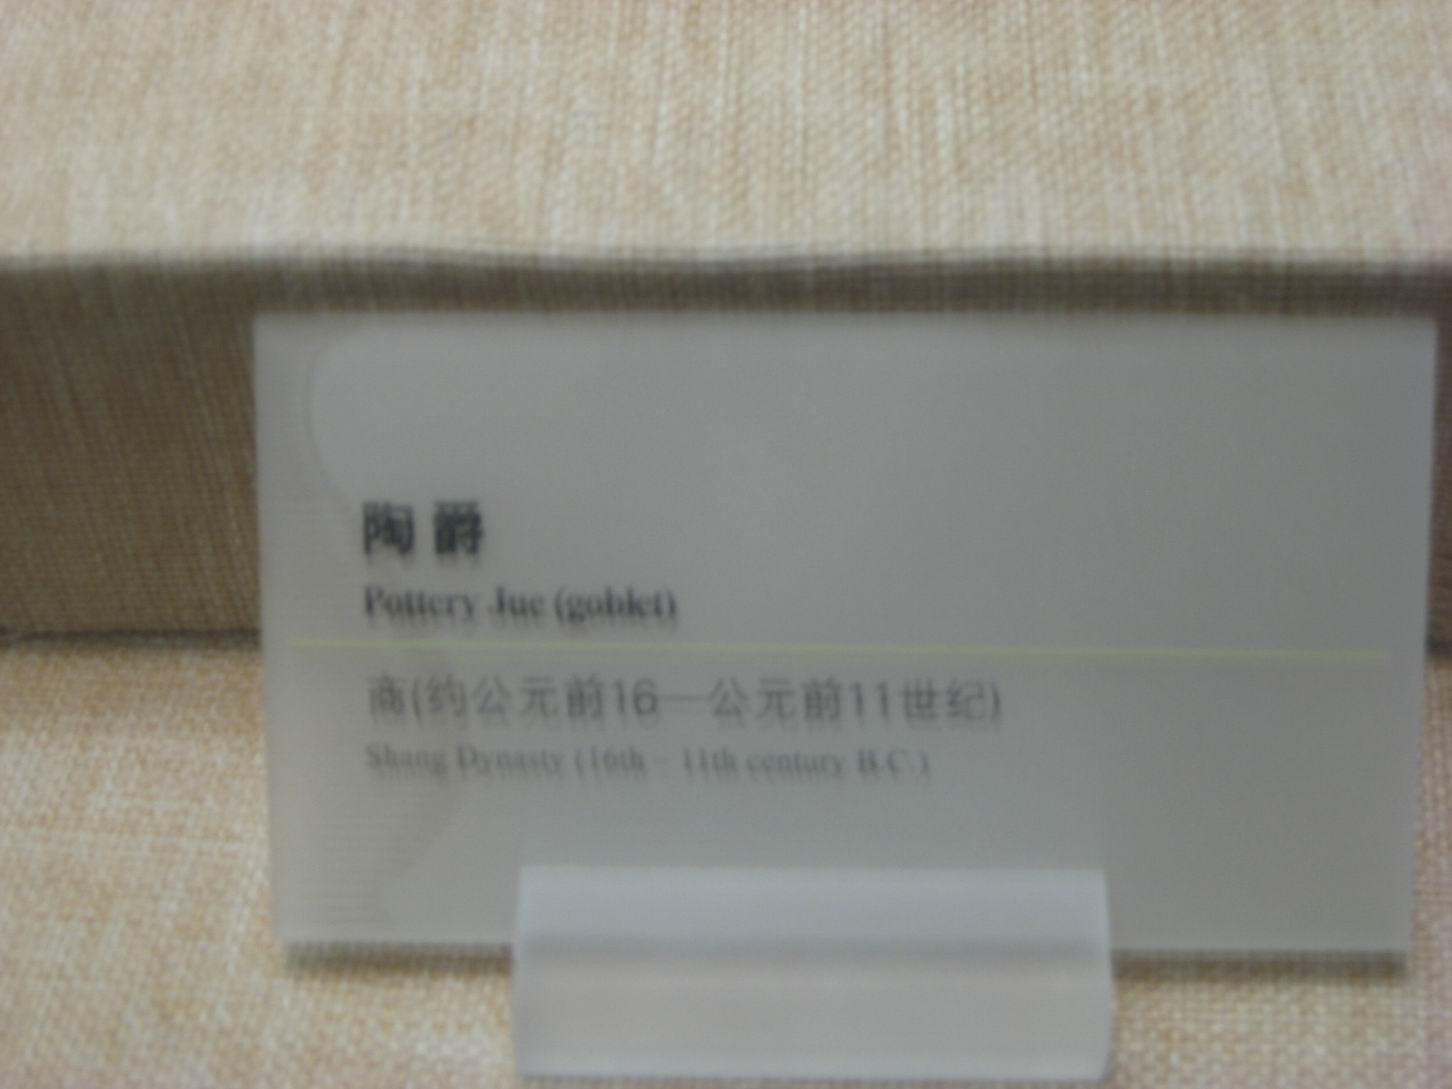 陶爵
Pottery Jue (goblet)
商(约公元前16—公元前11世纪)
Shang Dynasty (16th - 11th century B.C.)